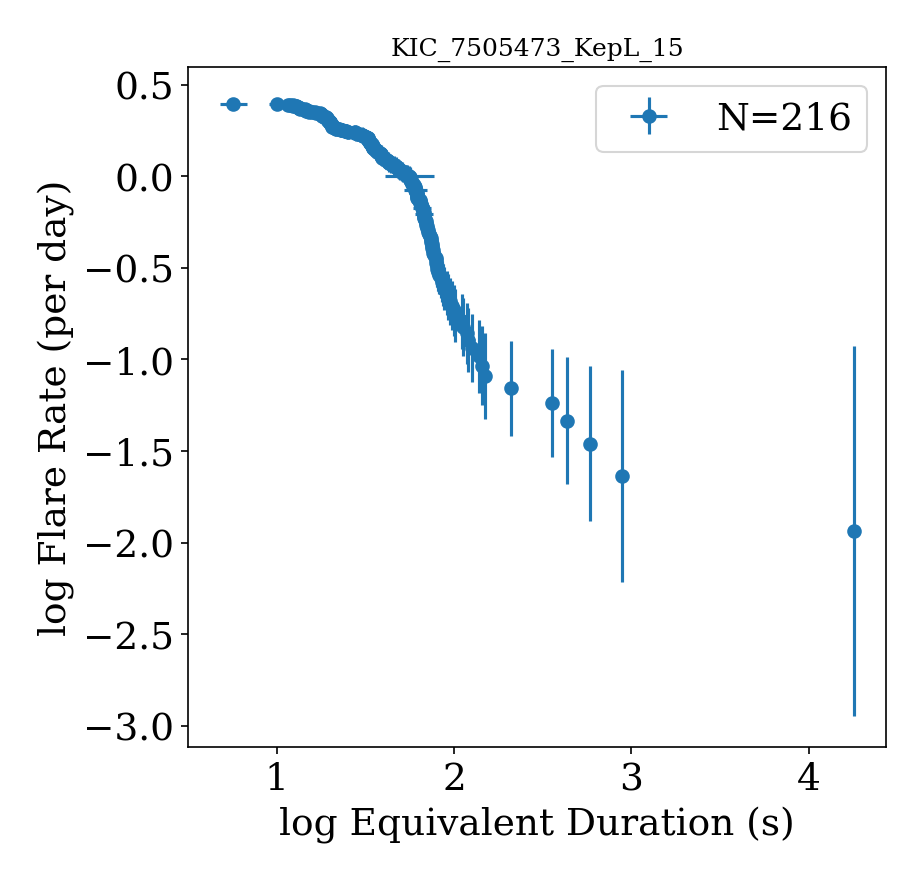 KIC_7505473_KepL_15
N=216
log Flare Rate (per day)
0.5
0.0
−0.5
−1.0
−1.5
−2.0
−2.5
−3.0
1 2 3 4
log Equivalent Duration (s)